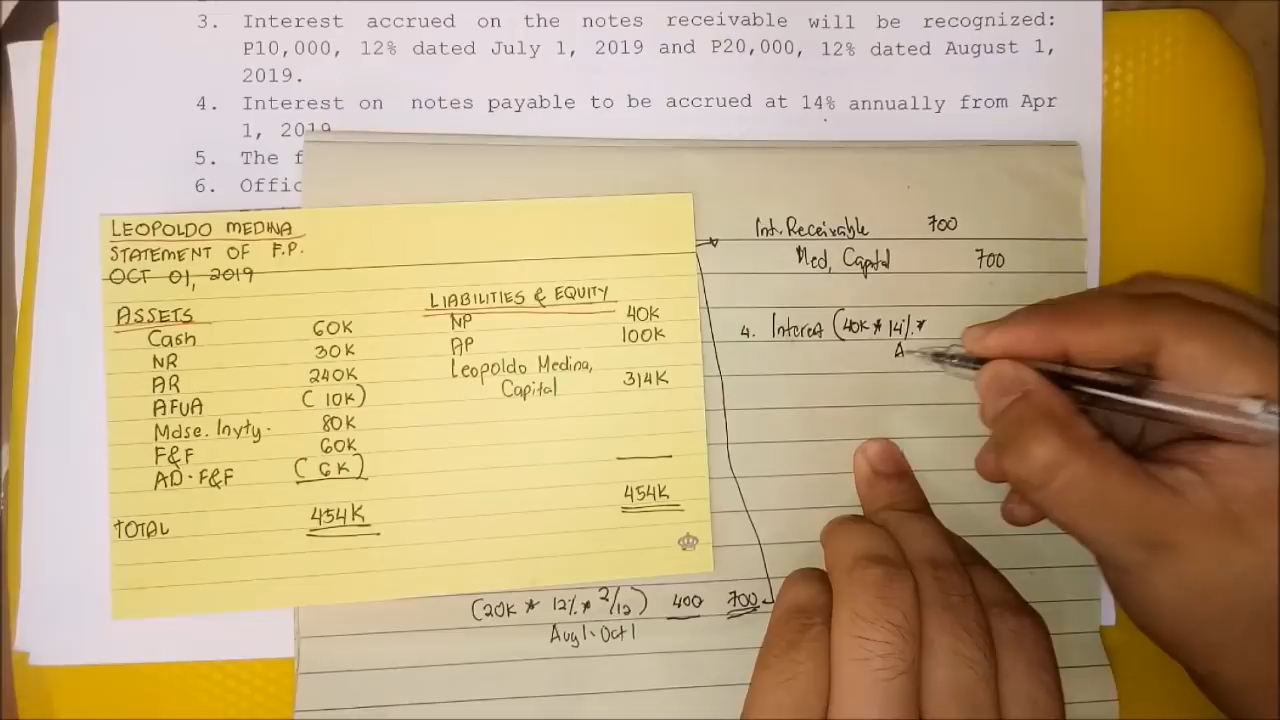 3. Interest accrued on the notes receivable will be recognized:
P10,000, 12% dated July 1, 2019 and P20,000, 12% dated August 1,
2019.
4. Interest on notes payable to be accrued at 14% annually from Apr
1, 2019
5. The f
6. Offic
LEOPOLDO MEDINA
STATEMENT OF F.P.
OCT 01, 2019
ASSETS
Cash 60K
NR 30K
AR 240K
AFUA (10K)
Mdse. Invty. 80K
F&F 60K
AD-F&F (6K)
TOTAL 454K
LIABILITIES & EQUITY
NP 40K
AP 100K
Leopoldo Medina,
Capital 314K
454K
Int. Receivable 700
Med, Capital 700
4. Interest (40K * 14% *
A
(20K * 12% * 2/12) 400 700
Aug 1 - Oct 1